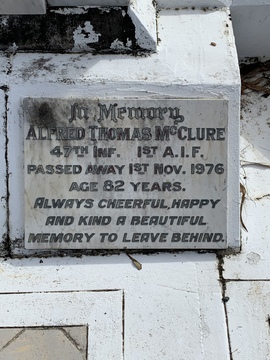 In Memory
ALFRED THOMAS McCLURE
47TH INF. 1ST A.I.F.
PASSED AWAY 1ST NOV. 1976
AGE 82 YEARS.
ALWAYS CHEERFUL, HAPPY
AND KIND A BEAUTIFUL
MEMORY TO LEAVE BEHIND.